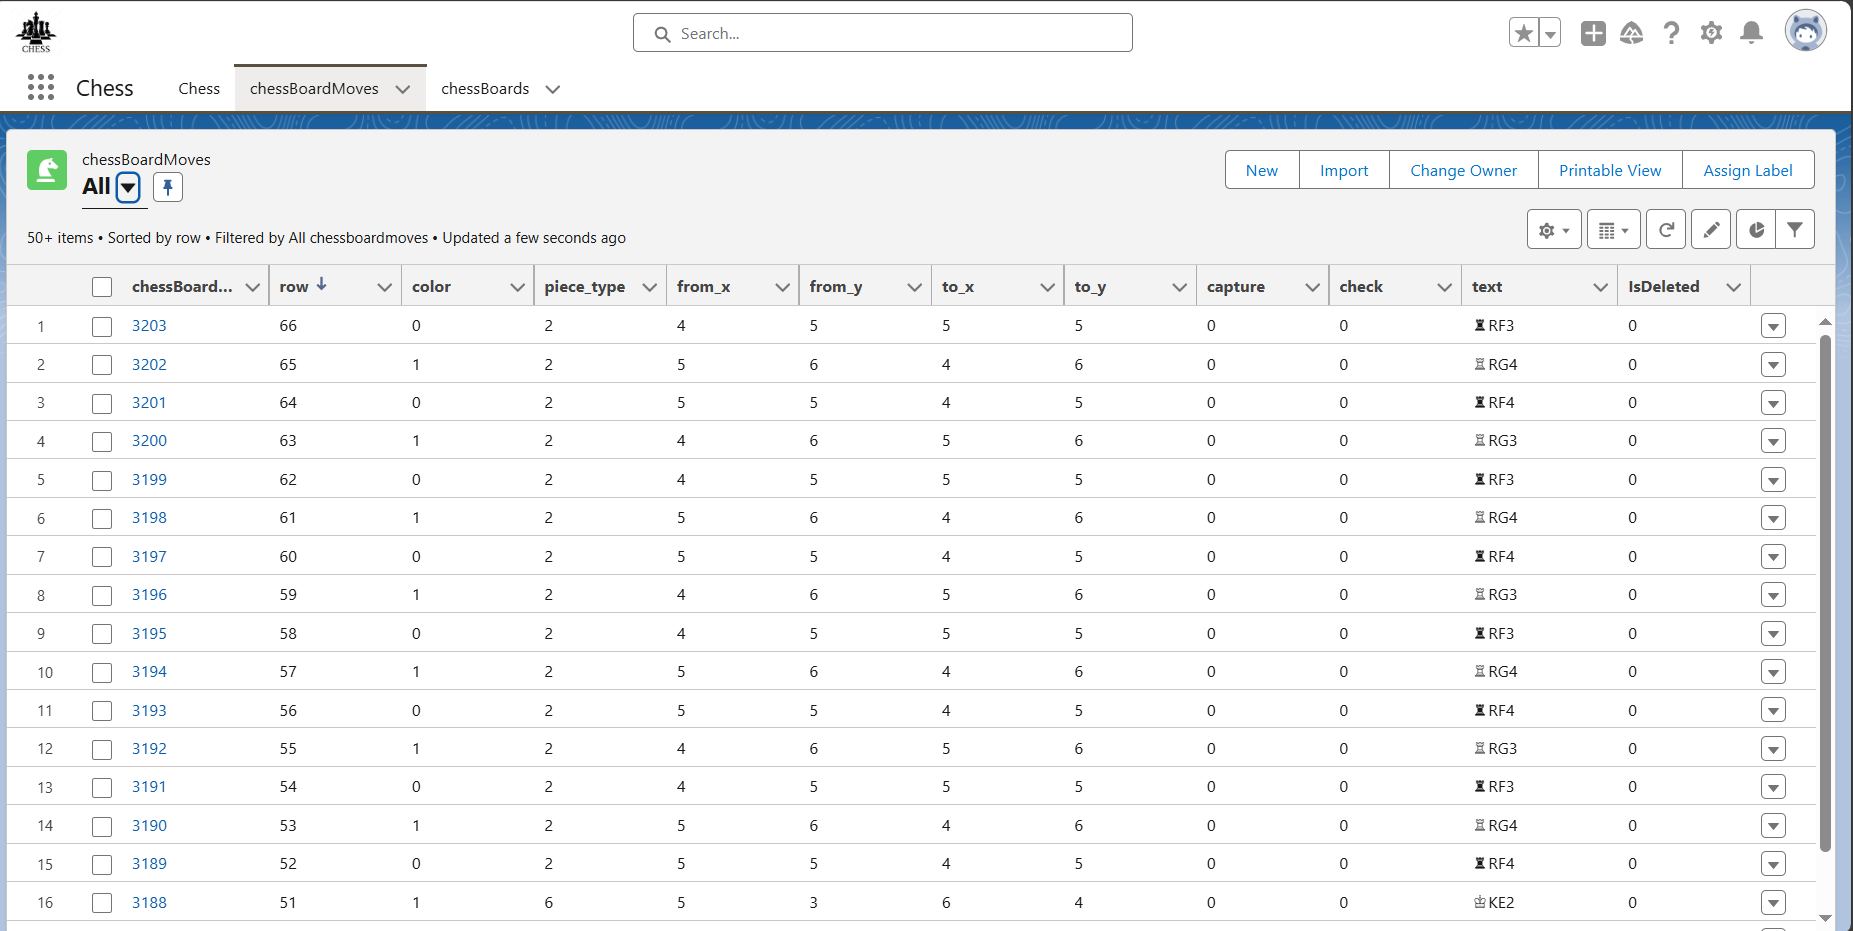 CHESS
Search...
Chess Chess chessBoardMoves chessBoards
chessBoardMoves
All
New Import Change Owner Printable View Assign Label
50+ items • Sorted by row • Filtered by All chessboardmoves • Updated a few seconds ago
chessBoard... row color piece_type from_x from_y to_x to_y capture check text IsDeleted
1 3203 66 0 2 4 5 5 5 0 0 ♜RF3 0
2 3202 65 1 2 5 6 4 6 0 0 ♖RG4 0
3 3201 64 0 2 5 5 4 5 0 0 ♜RF4 0
4 3200 63 1 2 4 6 5 6 0 0 ♖RG3 0
5 3199 62 0 2 4 5 5 5 0 0 ♜RF3 0
6 3198 61 1 2 5 6 4 6 0 0 ♖RG4 0
7 3197 60 0 2 5 5 4 5 0 0 ♜RF4 0
8 3196 59 1 2 4 6 5 6 0 0 ♖RG3 0
9 3195 58 0 2 4 5 5 5 0 0 ♜RF3 0
10 3194 57 1 2 5 6 4 6 0 0 ♖RG4 0
11 3193 56 0 2 5 5 4 5 0 0 ♜RF4 0
12 3192 55 1 2 4 6 5 6 0 0 ♖RG3 0
13 3191 54 0 2 4 5 5 5 0 0 ♜RF3 0
14 3190 53 1 2 5 6 4 6 0 0 ♖RG4 0
15 3189 52 0 2 5 5 4 5 0 0 ♜RF4 0
16 3188 51 1 6 5 3 6 4 0 0 ♔KE2 0